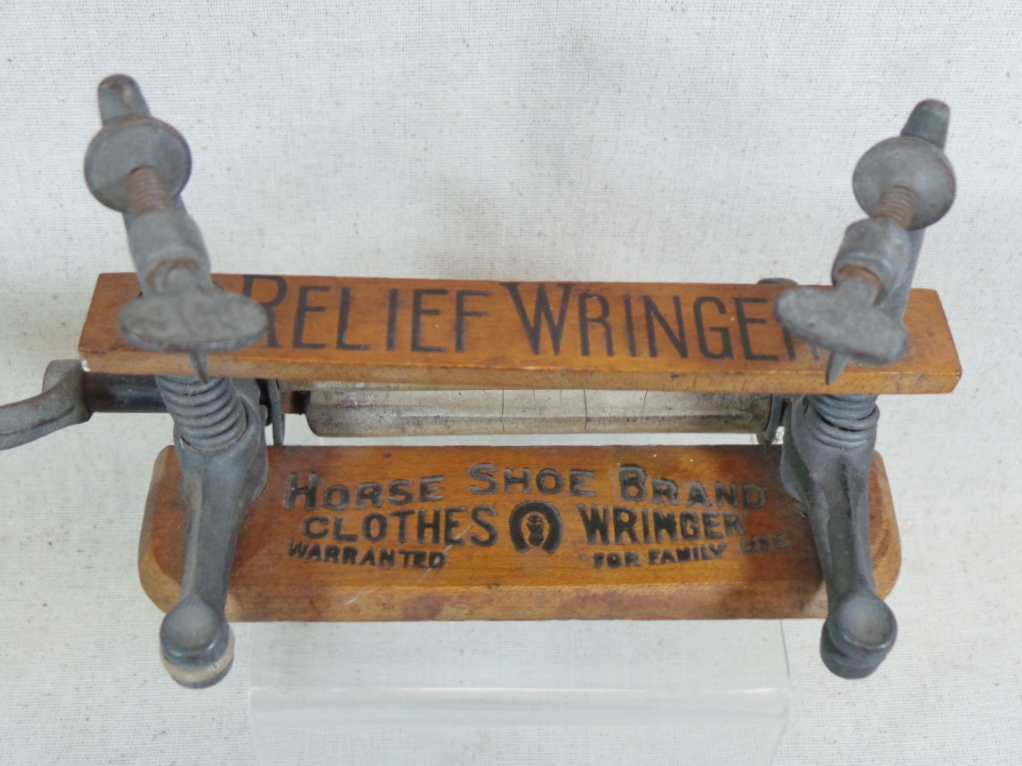 RELIEF WRINGER
HORSE SHOE BRAND
CLOTHES WRINGER
WARRANTED FOR FAMILY USE